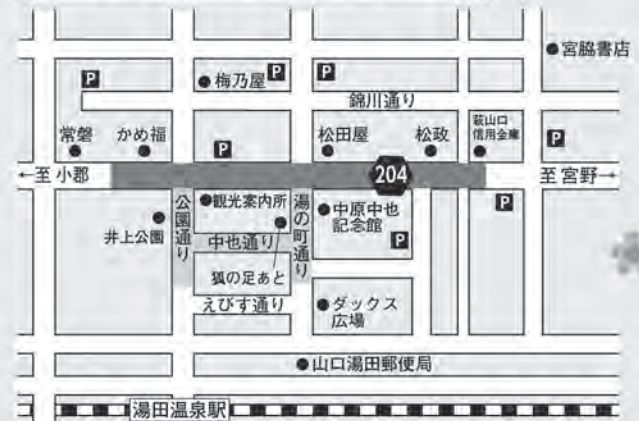 宮脇書店
P
梅乃屋
P
P
錦川通り
常磐
かめ福
P
松田屋
松政
萩山口
信用金庫
P
←至 小郡
204
至 宮野→
公園通り
観光案内所
湯の町通り
中原中也
記念館
P
P
井上公園
中也通り
狐の足あと
えびす通り
ダックス
広場
山口湯田郵便局
湯田温泉駅